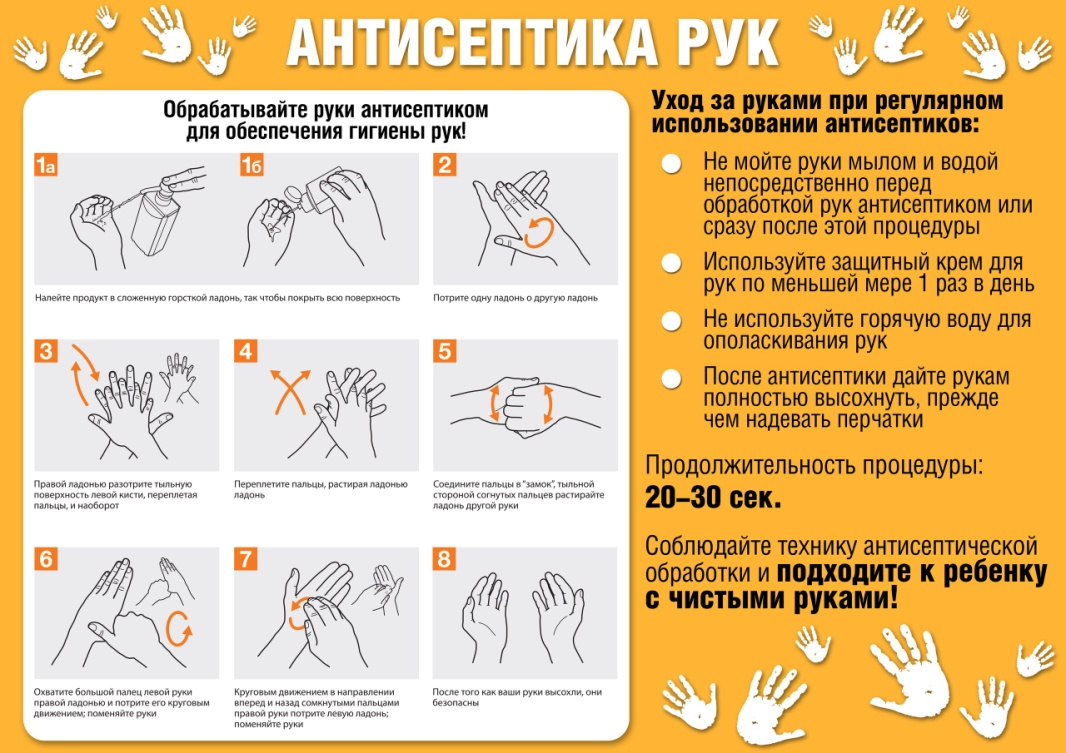 АНТИСЕПТИКА РУК
Обрабатывайте руки антисептиком
для обеспечения гигиены рук!
1а
1б
Налейте продукт в сложенную горсткой ладонь, так чтобы покрыть всю поверхность
2
Потрите одну ладонь о другую ладонь
3
Правой ладонью разотрите тыльную
поверхность левой кисти, переплетая
пальцы, и наоборот
4
Переплетите пальцы, растирая ладонью
ладонь
5
Соедините пальцы в "замок", тыльной
стороной согнутых пальцев растирайте
ладонь другой руки
6
Охватите большой палец левой руки
правой ладонью и потрите его круговым
движением; поменяйте руки
7
Круговым движением в направлении
вперед и назад сомкнутыми пальцами
правой руки потрите левую ладонь;
поменяйте руки
8
После того как ваши руки высохли, они
безопасны
Уход за руками при регулярном
использовании антисептиков:
Не мойте руки мылом и водой
непосредственно перед
обработкой рук антисептиком или
сразу после этой процедуры
Используйте защитный крем для
рук по меньшей мере 1 раз в день
Не используйте горячую воду для
ополаскивания рук
После антисептики дайте рукам
полностью высохнуть, прежде
чем надевать перчатки
Продолжительность процедуры:
20–30 сек.
Соблюдайте технику антисептической
обработки и подходите к ребенку
с чистыми руками!